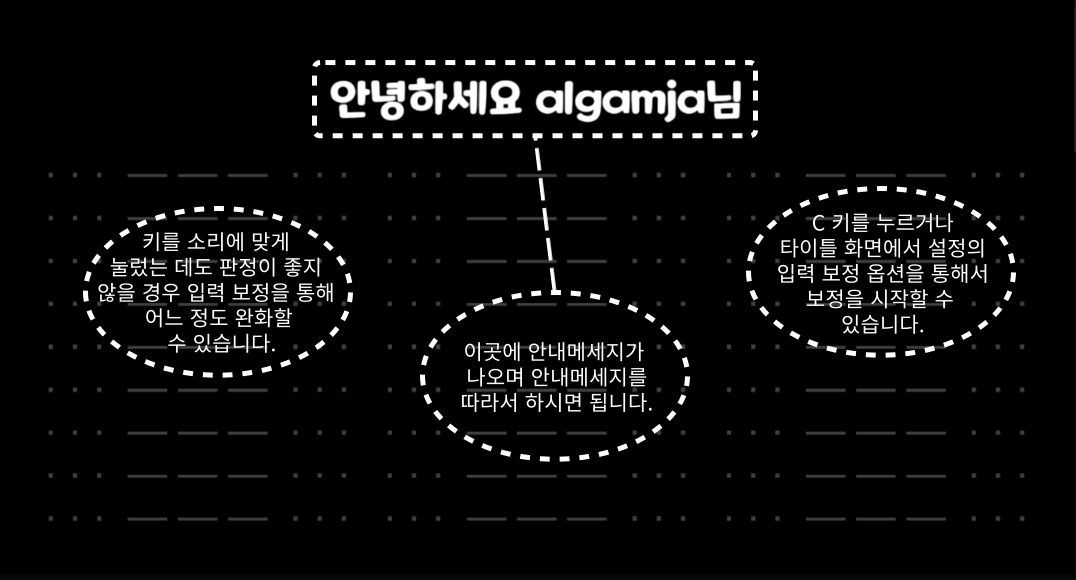 안녕하세요 algamja님
키를 소리에 맞게
눌렀는 데도 판정이 좋지
않을 경우 입력 보정을 통해
어느 정도 완화할
수 있습니다.
이곳에 안내메세지가
나오며 안내메세지를
따라서 하시면 됩니다.
C 키를 누르거나
타이틀 화면에서 설정의
입력 보정 옵션을 통해서
보정을 시작할 수
있습니다.